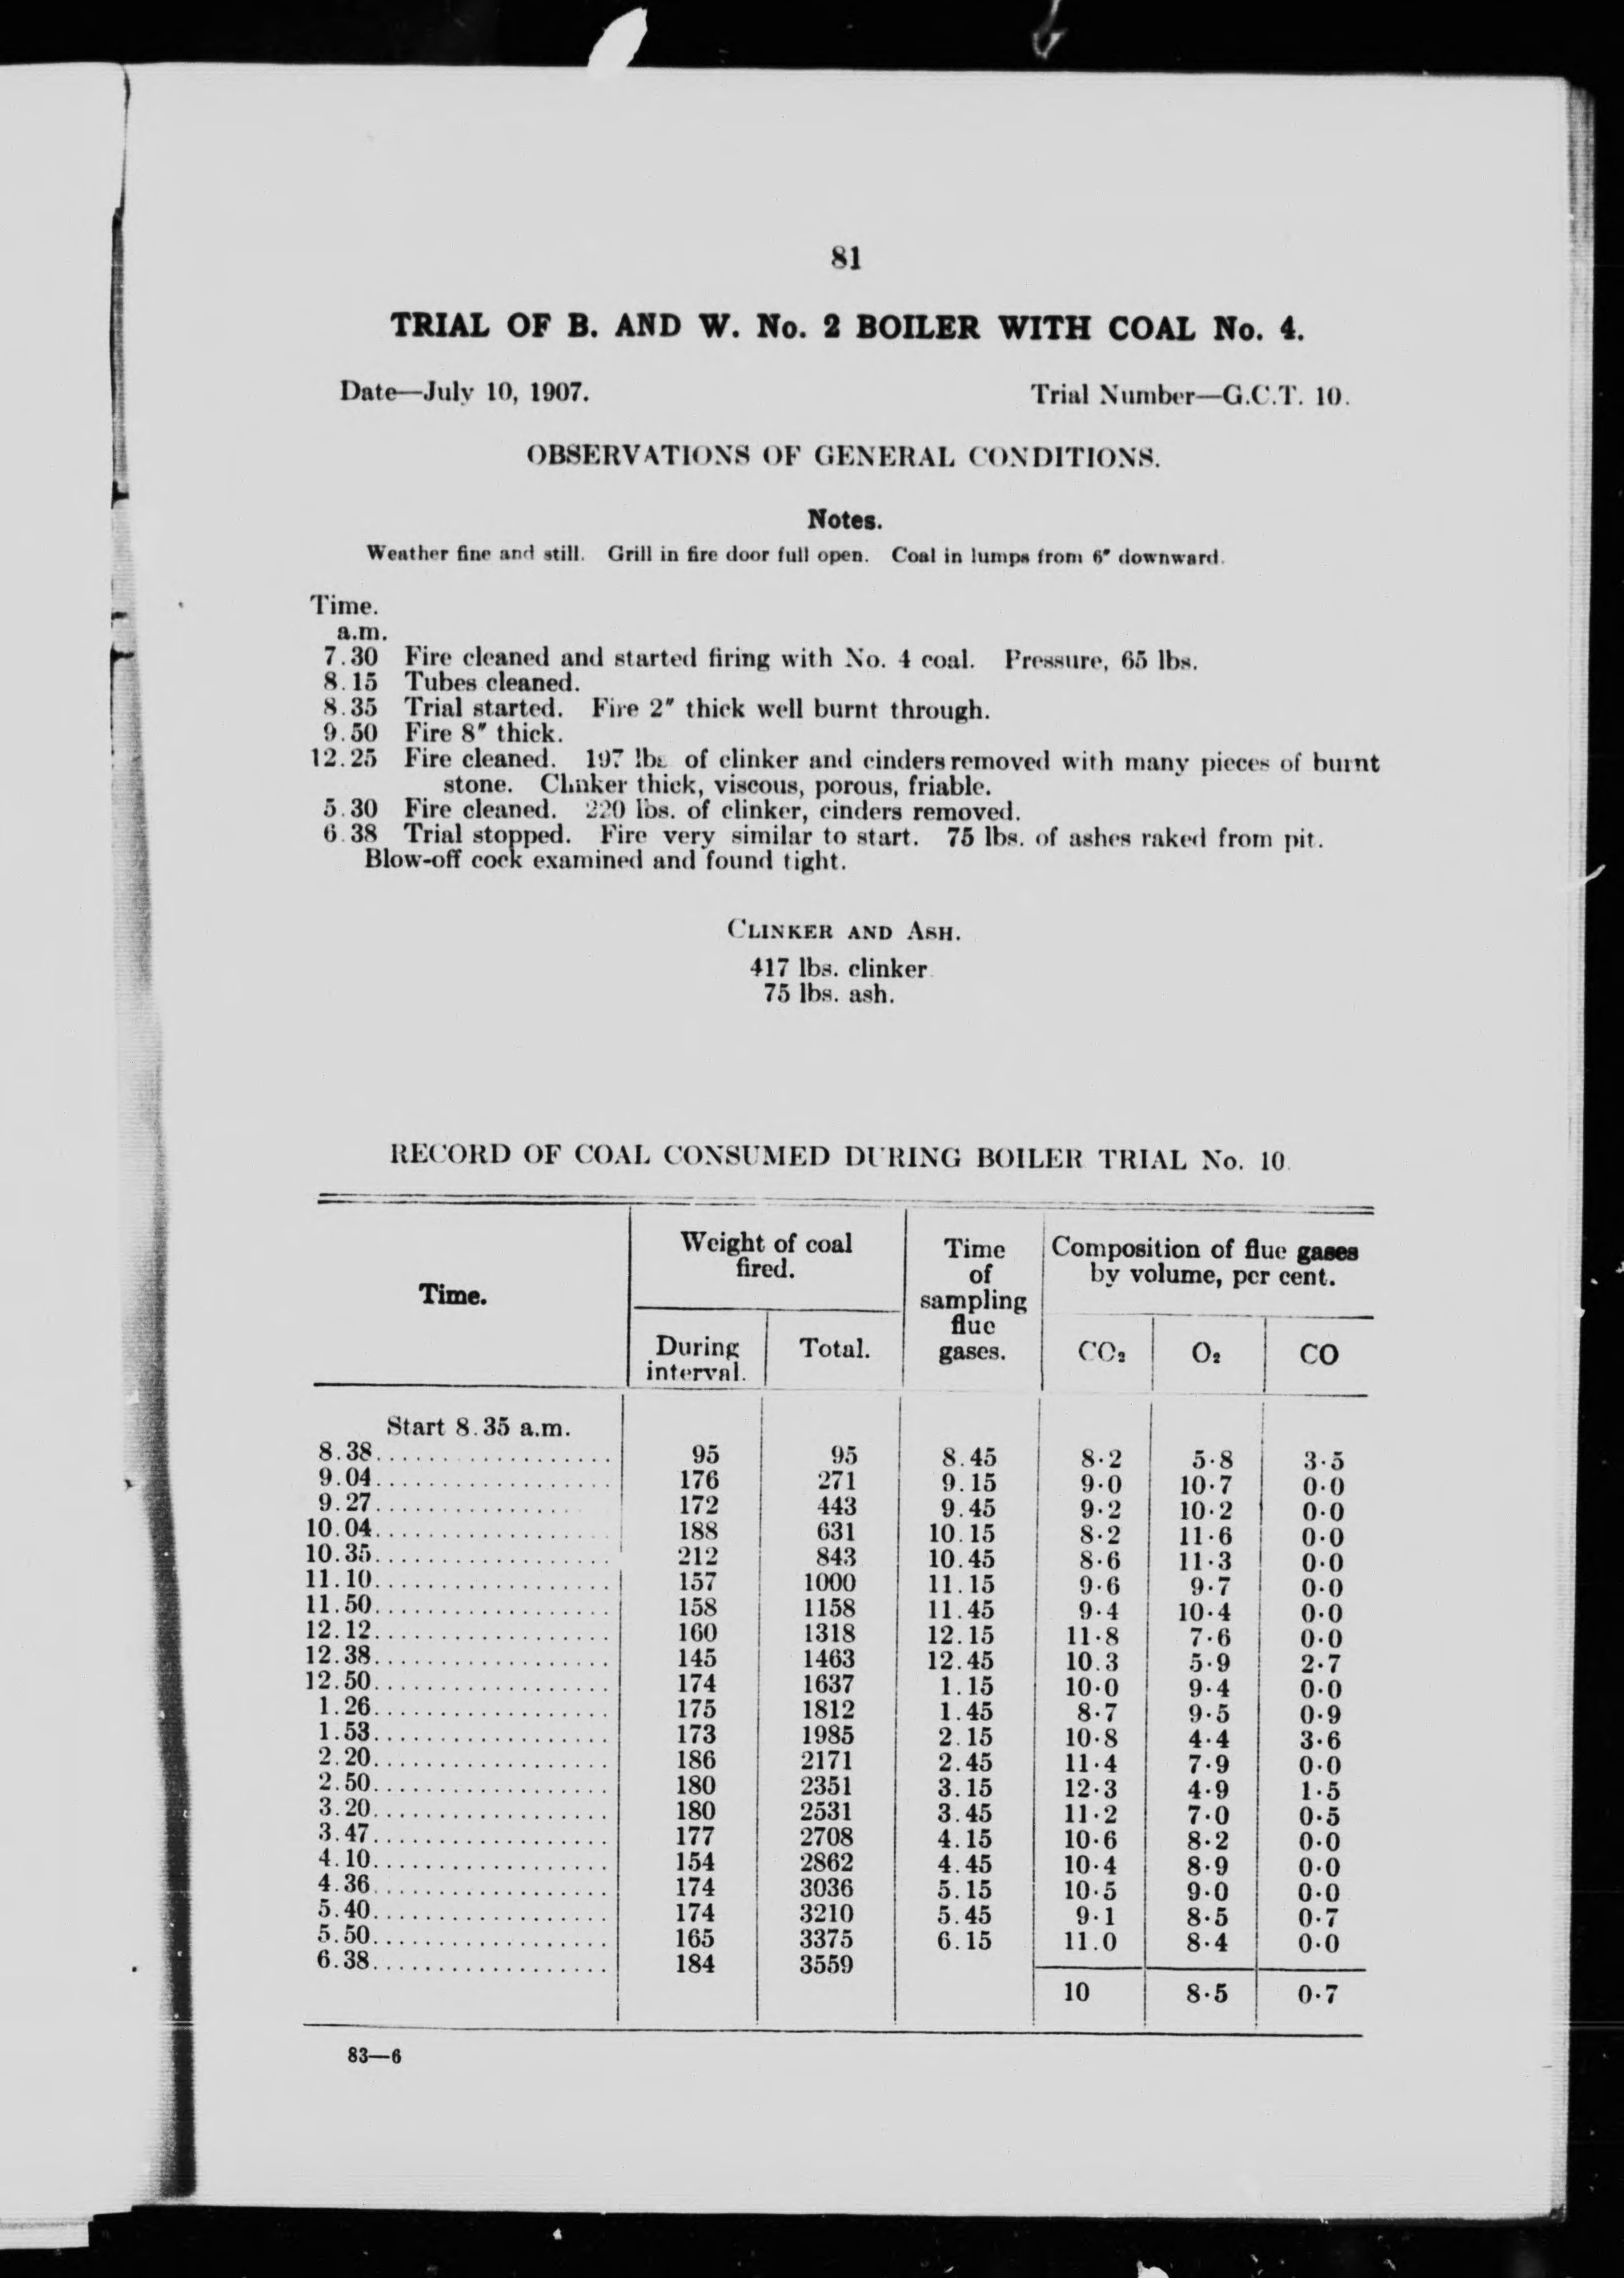 81
TRIAL OF B. AND W. No. 2 BOILER WITH COAL No. 4.
Date—July 10, 1907. Trial Number—G.C.T. 10.
OBSERVATIONS OF GENERAL CONDITIONS.
Notes.
Weather fine and still. Grill in fire door full open. Coal in lumps from 6″ downward.
Time.
a.m.
7.30 Fire cleaned and started firing with No. 4 coal. Pressure, 65 lbs.
8.15 Tubes cleaned.
8.35 Trial started. Fire 2″ thick well burnt through.
9.50 Fire 8″ thick.
12.25 Fire cleaned. 197 lbs of clinker and cinders removed with many pieces of burnt
stone. Clinker thick, viscous, porous, friable.
5.30 Fire cleaned. 220 lbs. of clinker, cinders removed.
6.38 Trial stopped. Fire very similar to start. 75 lbs. of ashes raked from pit.
Blow-off cock examined and found tight.
CLINKER AND ASH.
417 lbs. clinker
75 lbs. ash.
RECORD OF COAL CONSUMED DURING BOILER TRIAL No. 10.
Time. Weight of coal fired. Time of sampling flue gases. Composition of flue gases by volume, per cent.
During interval. Total. CO₂ O₂ CO
Start 8.35 a.m.
8.38 95 95 8.45 8·2 5·8 3·5
9.04 176 271 9.15 9·0 10·7 0·0
9.27 172 443 9.45 9·2 10·2 0·0
10.04 188 631 10.15 8·2 11·6 0·0
10.35 212 843 10.45 8·6 11·3 0·0
11.10 157 1000 11.15 9·6 9·7 0·0
11.50 158 1158 11.45 9·4 10·4 0·0
12.12 160 1318 12.15 11·8 7·6 0·0
12.38 145 1463 12.45 10.3 5·9 2·7
12.50 174 1637 1.15 10·0 9·4 0·0
1.26 175 1812 1.45 8·7 9·5 0·9
1.53 173 1985 2.15 10·8 4·4 3·6
2.20 186 2171 2.45 11·4 7·9 0·0
2.50 180 2351 3.15 12·3 4·9 1·5
3.20 180 2531 3.45 11·2 7·0 0·5
3.47 177 2708 4.15 10·6 8·2 0·0
4.10 154 2862 4.45 10·4 8·9 0·0
4.36 174 3036 5.15 10·5 9·0 0·0
5.40 174 3210 5.45 9·1 8·5 0·7
5.50 165 3375 6.15 11.0 8·4 0·0
6.38 184 3559
10 8·5 0·7
83—6